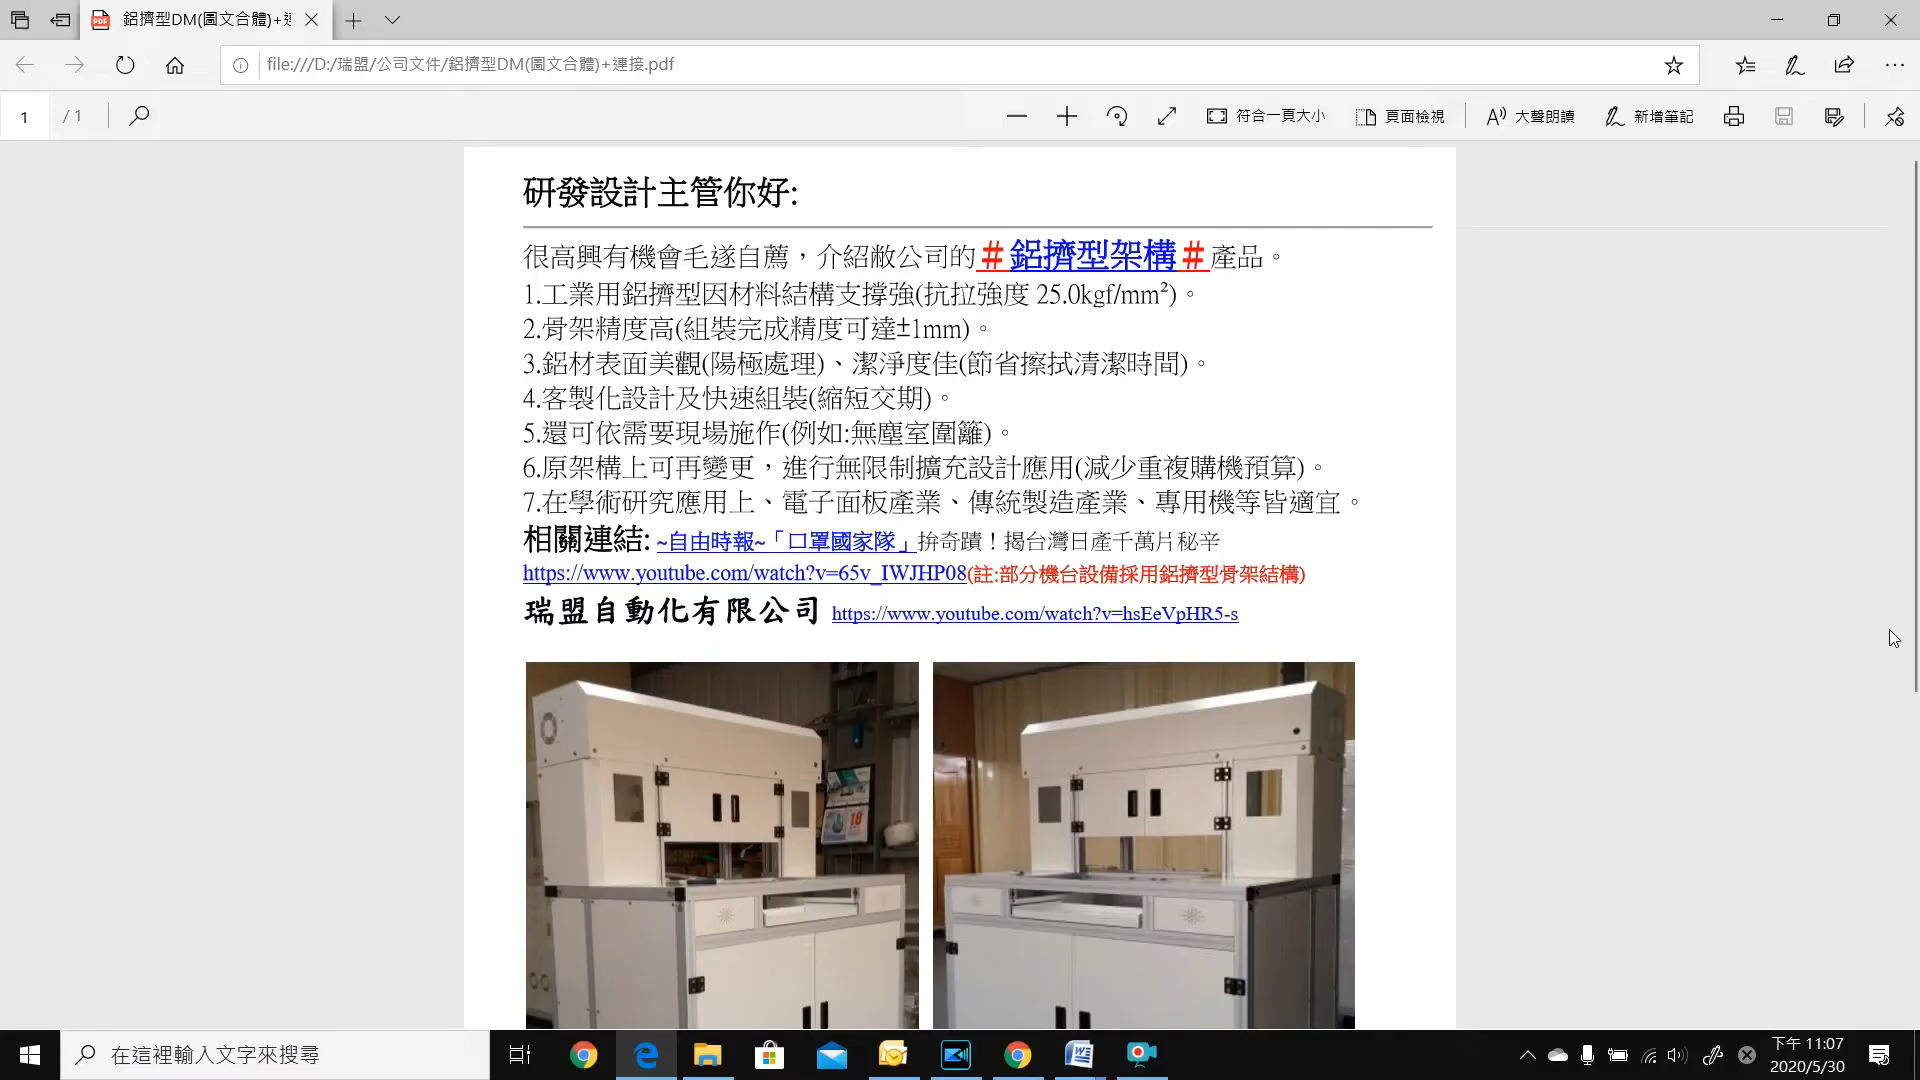 鋁擠型DM(圖文合體)+連
file:///D:/瑞盟/公司文件/鋁擠型DM(圖文合體)+連接.pdf
1 / 1
符合一頁大小
頁面檢視
大聲朗讀
新增筆記
研發設計主管你好:
很高興有機會毛遂自薦，介紹敝公司的＃鋁擠型架構＃產品。
1.工業用鋁擠型因材料結構支撐強(抗拉強度 25.0kgf/mm²)。
2.骨架精度高(組裝完成精度可達±1mm)。
3.鋁材表面美觀(陽極處理)、潔淨度佳(節省擦拭清潔時間)。
4.客製化設計及快速組裝(縮短交期)。
5.還可依需要現場施作(例如:無塵室圍籬)。
6.原架構上可再變更，進行無限制擴充設計應用(減少重複購機預算)。
7.在學術研究應用上、電子面板產業、傳統製造產業、專用機等皆適宜。
相關連結: ~自由時報~「口罩國家隊」拚奇蹟！揭台灣日產千萬片秘辛
https://www.youtube.com/watch?v=65v_IWJHP08(註:部分機台設備採用鋁擠型骨架結構)
瑞盟自動化有限公司 https://www.youtube.com/watch?v=hsEeVpHR5-s
18
在這裡輸入文字來搜尋
下午 11:07
2020/5/30